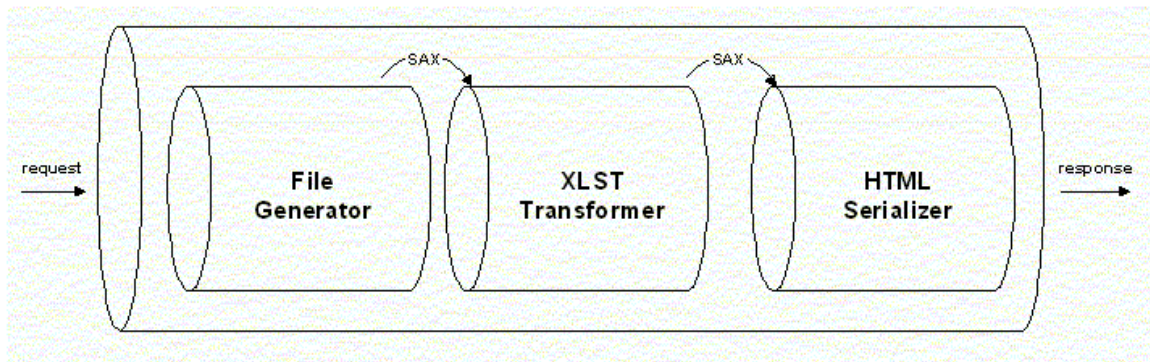 SAX
SAX
request
File
Generator
XLST
Transformer
HTML
Serializer
response